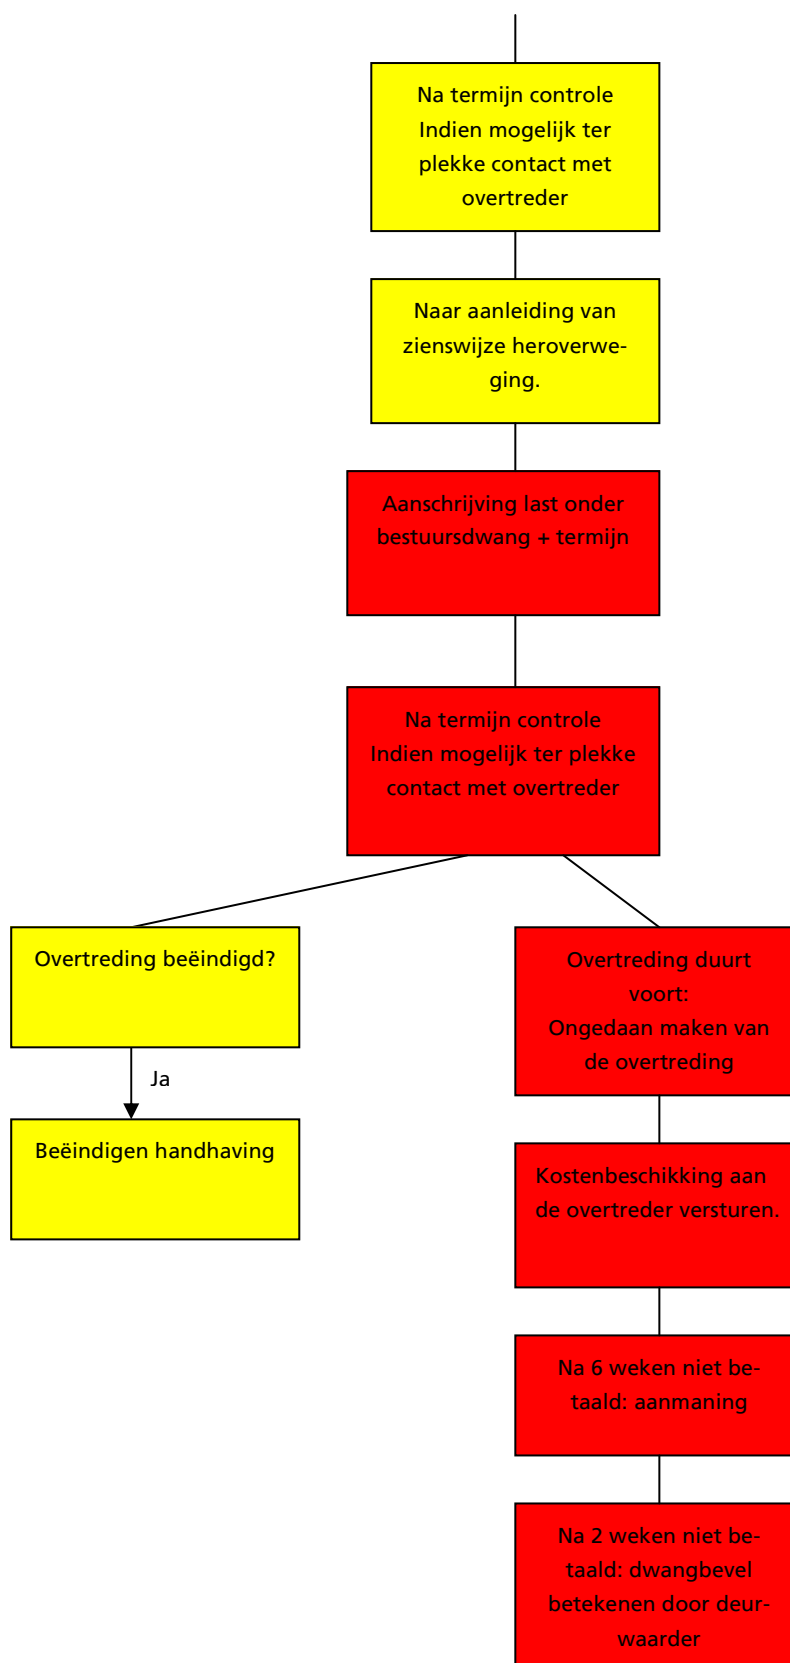 Na termijn controle
Indien mogelijk ter
plekke contact met
overtreder
Naar aanleiding van
zienswijze heroverwe-
ging.
Aanschrijving last onder
bestuursdwang + termijn
Na termijn controle
Indien mogelijk ter plekke
contact met overtreder
Overtreding beëindigd?
Ja
Beëindigen handhaving
Overtreding duurt
voort:
Ongedaan maken van
de overtreding
Kostenbeschikking aan
de overtreder versturen.
Na 6 weken niet be-
taald: aanmaning
Na 2 weken niet be-
taald: dwangbevel
betekenen door deur-
waarder